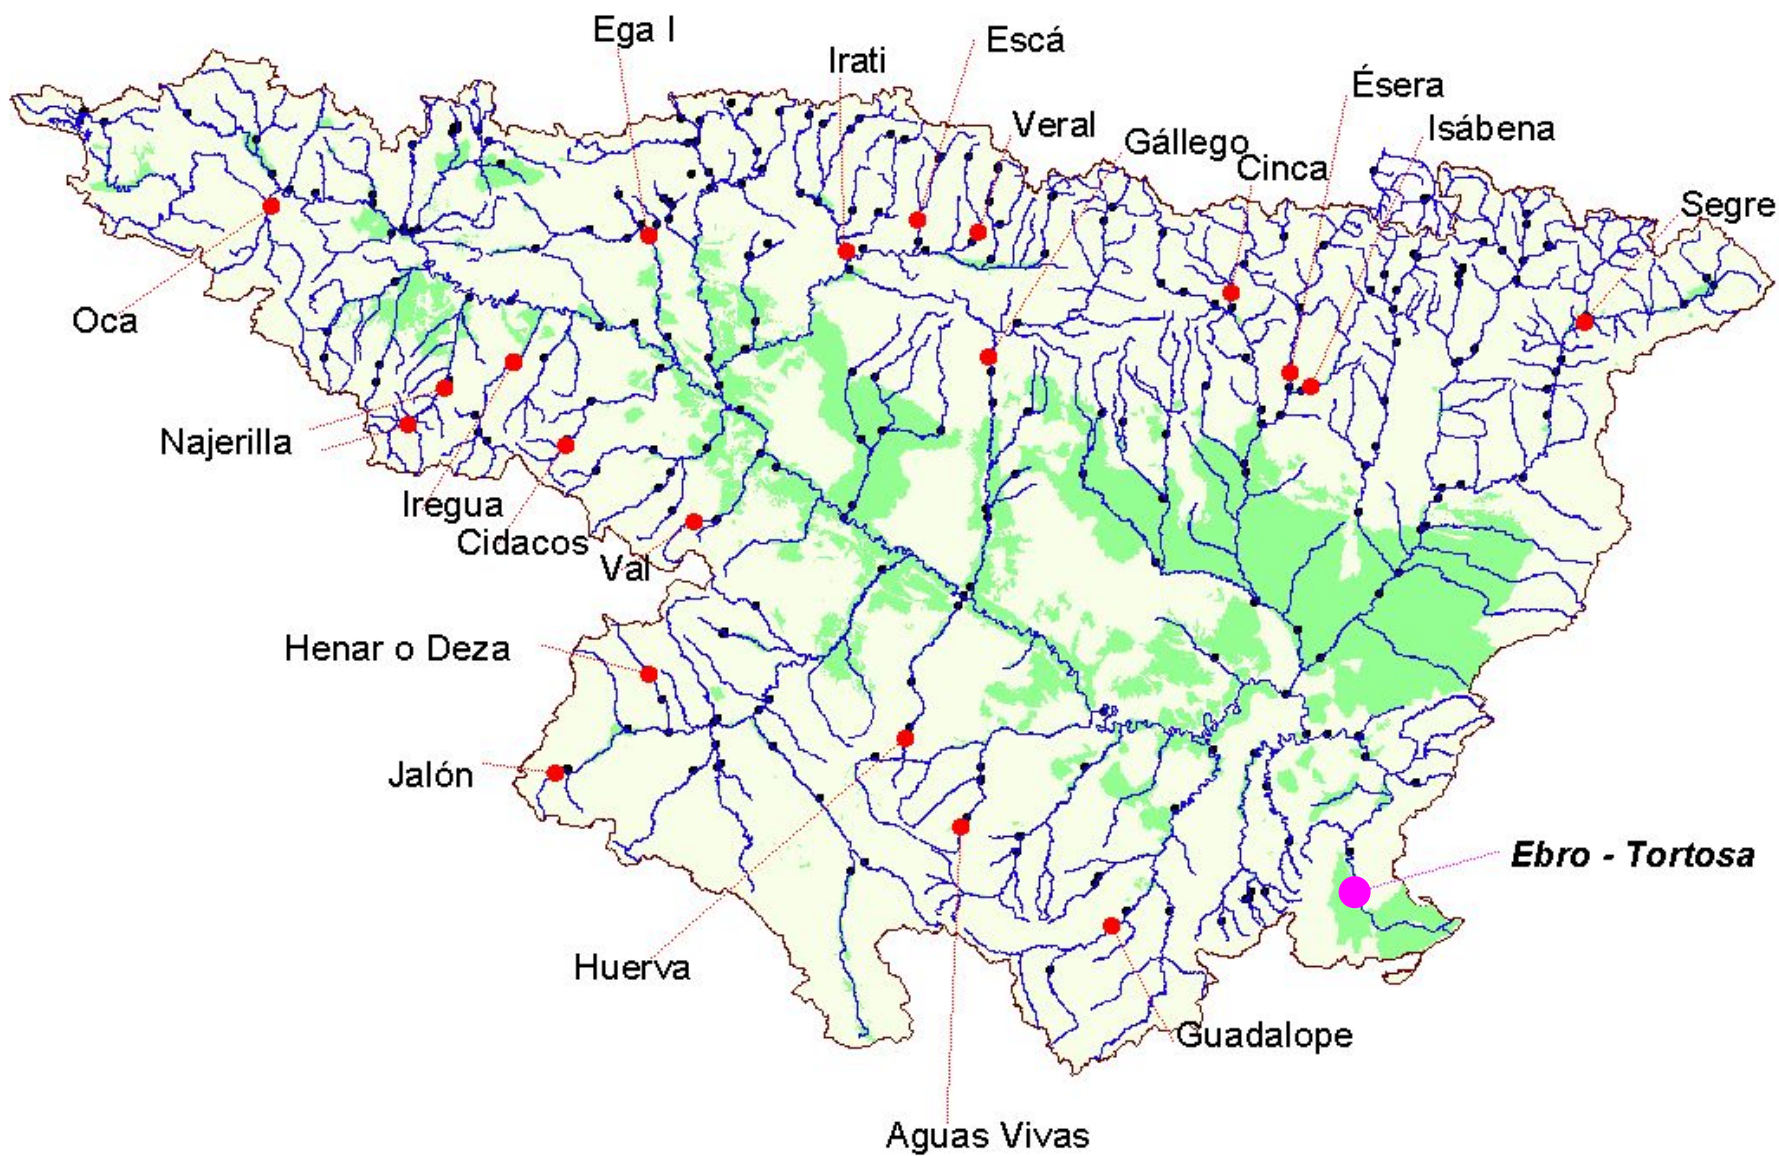 Ega I
Escá
Irati
Ésera
Veral
Isábena
Gállego
Cinca
Segre
Oca
Najerilla
Iregua
Cidacos
Val
Henar o Deza
Jalón
Ebro - Tortosa
Huerva
Guadalope
Aguas Vivas